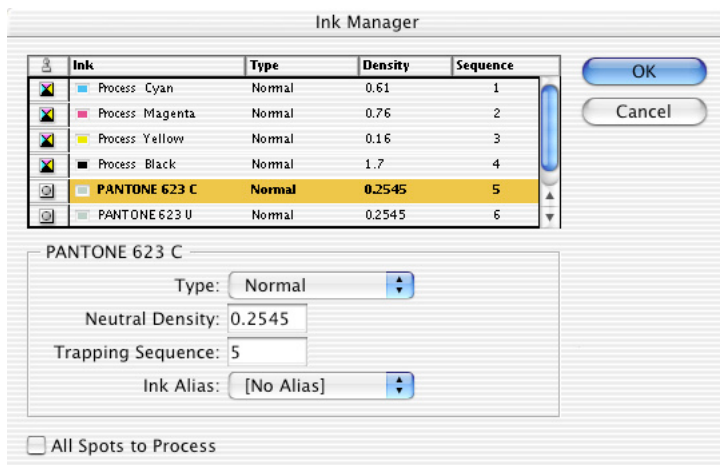 Ink Manager
Ink Type Density Sequence
Process Cyan Normal 0.61 1
Process Magenta Normal 0.76 2
Process Yellow Normal 0.16 3
Process Black Normal 1.7 4
PANTONE 623 C Normal 0.2545 5
PANTONE 623 U Normal 0.2545 6
OK
Cancel
PANTONE 623 C
Type: Normal
Neutral Density: 0.2545
Trapping Sequence: 5
Ink Alias: [No Alias]
All Spots to Process